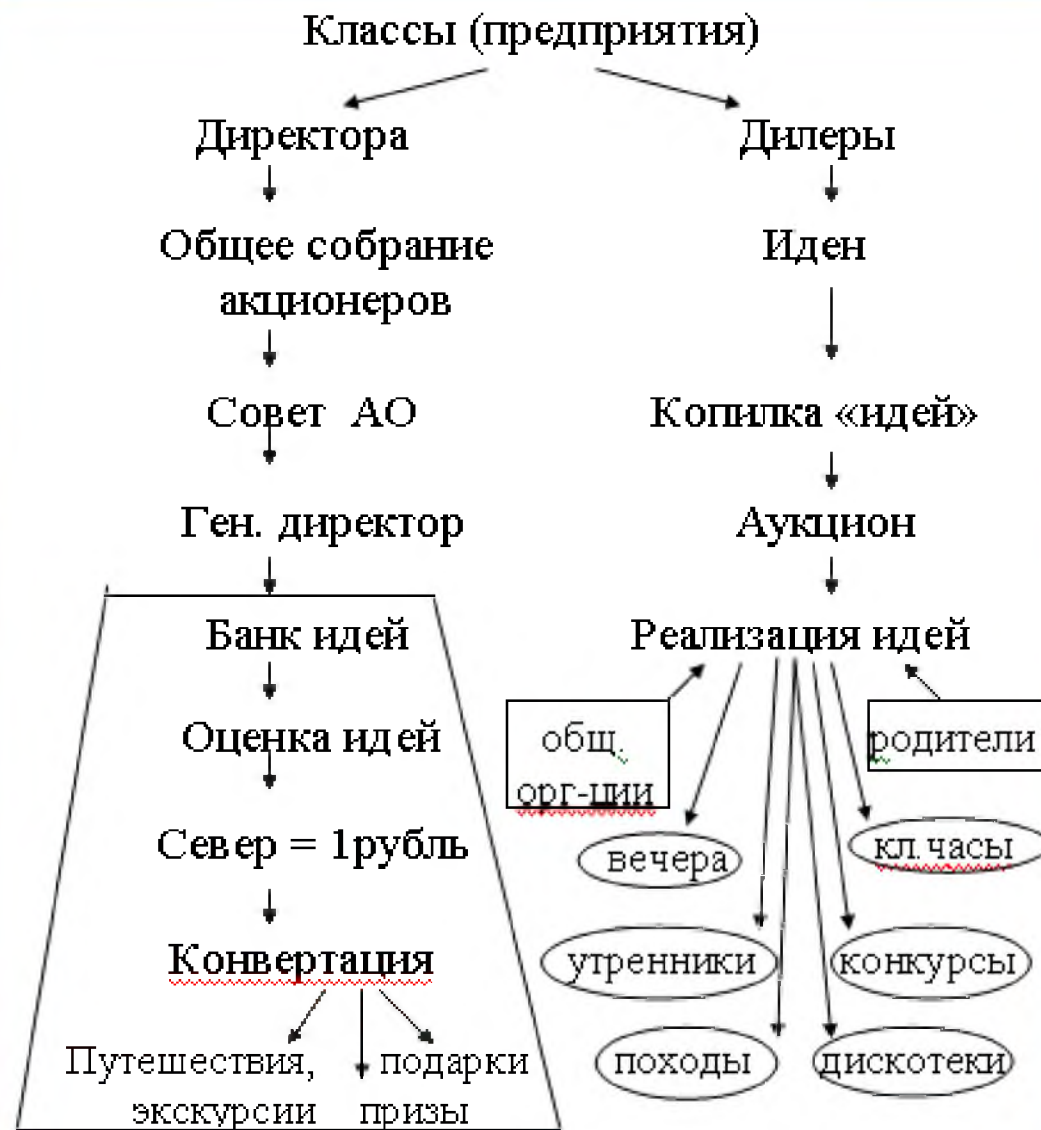 Классы (предприятия)
Директора
Дилеры
Общее собрание
акционеров
Иден
Совет АО
Копилка «идей»
Ген. директор
Аукцион
Банк идей
Реализация идей
Оценка идей
общ.
орг-ции
родители
Север = 1рубль
вечера
кл.часы
Конвертация
утренники
конкурсы
Путешествия,
экскурсии
подарки
призы
походы
дискотеки